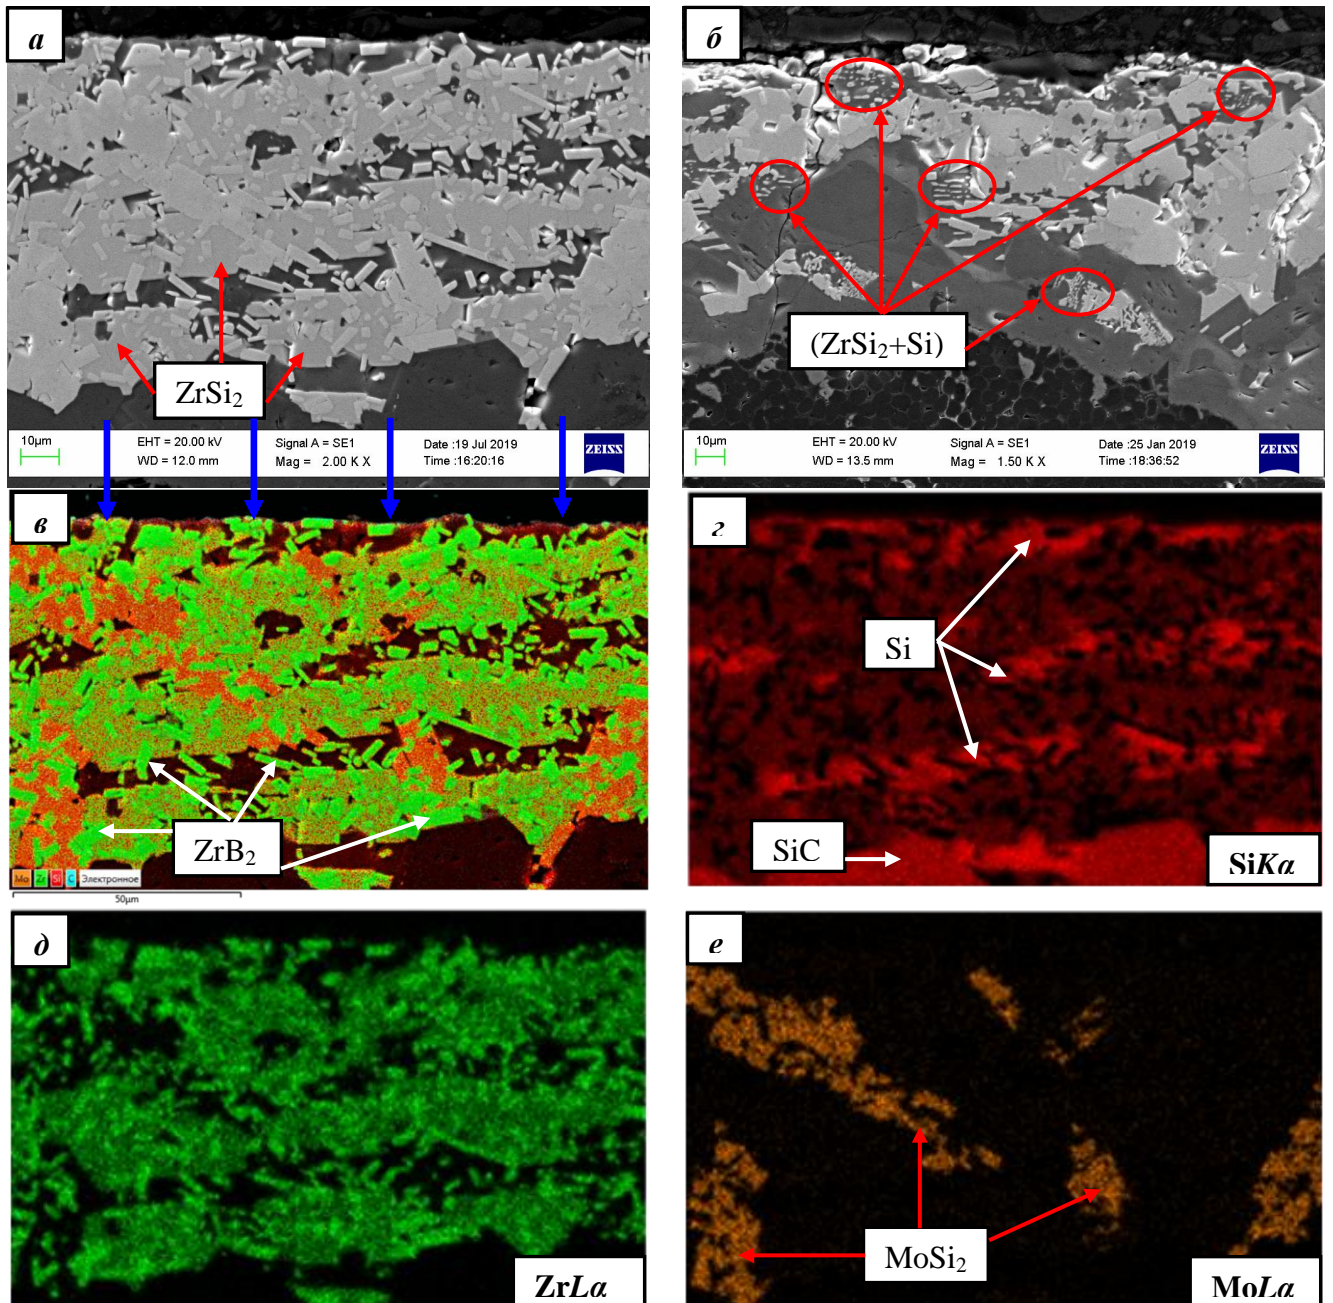 а
ZrSi₂
10µm
EHT = 20.00 kV
WD = 12.0 mm
Signal A = SE1
Mag = 2.00 K X
Date :19 Jul 2019
Time :16:20:16
ZEISS
б
(ZrSi₂+Si)
10µm
EHT = 20.00 kV
WD = 13.5 mm
Signal A = SE1
Mag = 1.50 K X
Date :25 Jan 2019
Time :18:36:52
ZEISS
в
ZrB₂
Mo Zr Si C Электронное
50µm
г
Si
SiC
SiKα
д
ZrLα
е
MoSi₂
MoLα